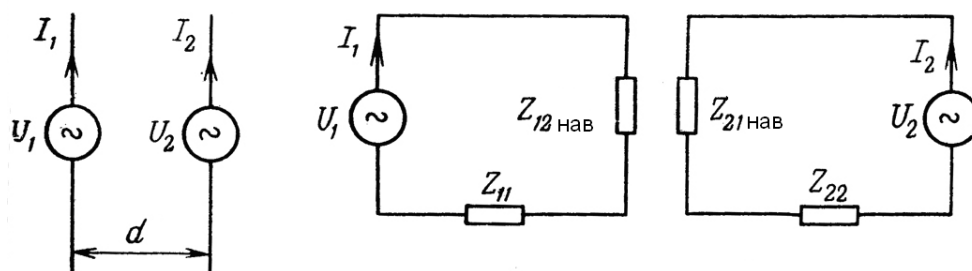 I₁
I₂
U₁
U₂
d
I₁
U₁
Z₁₂ нав
Z₁₁
Z₂₁ нав
I₂
U₂
Z₂₂